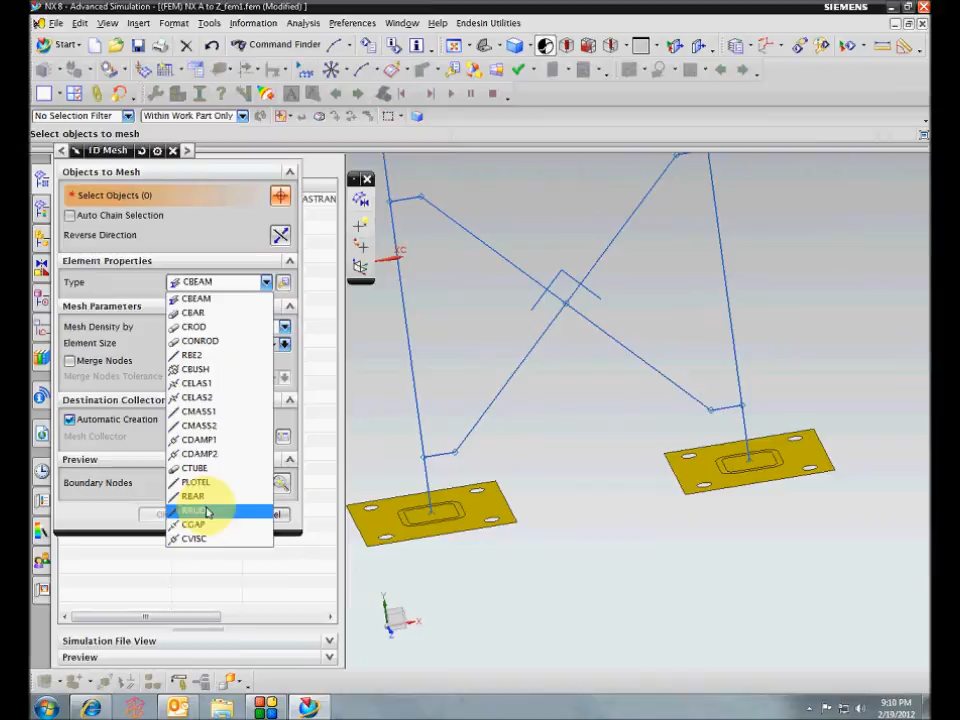 NX 8 - Advanced Simulation - [(FEM) NX A to Z_fem1.fem (Modified)]
SIEMENS
File Edit View Insert Format Tools Information Analysis Preferences Window Help Endesin Utilities
Start
Command Finder
No Selection Filter
Within Work Part Only
Select objects to mesh
1D Mesh
Objects to Mesh
* Select Objects (0)
ASTRAN
Auto Chain Selection
Reverse Direction
Element Properties
Type
CBEAM
CBEAM
Mesh Parameters
CBAR
Mesh Density by
CROD
Element Size
CONROD
Merge Nodes
RBE2
Merge Nodes Tolerance
CBUSH
CELAS1
Destination Collector
CELAS2
Automatic Creation
CMASS1
CMASS2
Mesh Collector
CDAMP1
Preview
CDAMP2
CTUBE
Boundary Nodes
PLOTEL
RBAR
CGAP
CVISC
XC
Y
X
Z
Simulation File View
Preview
9:10 PM
2/19/2012